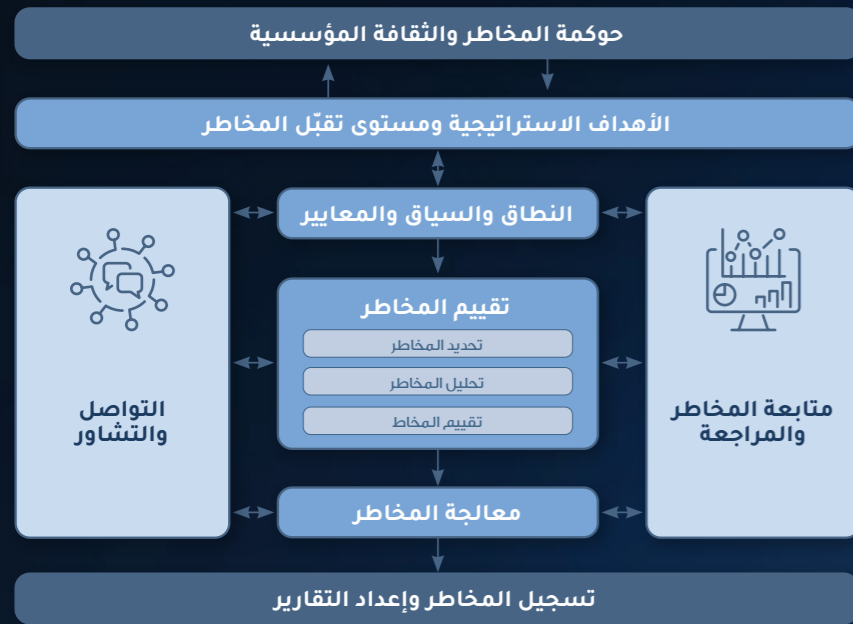 حوكمة المخاطر والثقافة المؤسسية
الأهداف الاستراتيجية ومستوى تقبّل المخاطر
النطاق والسياق والمعايير
تقييم المخاطر
تحديد المخاطر
تحليل المخاطر
تقييم المخاط
متابعة المخاطر
والمراجعة
التواصل
والتشاور
معالجة المخاطر
تسجيل المخاطر وإعداد التقارير